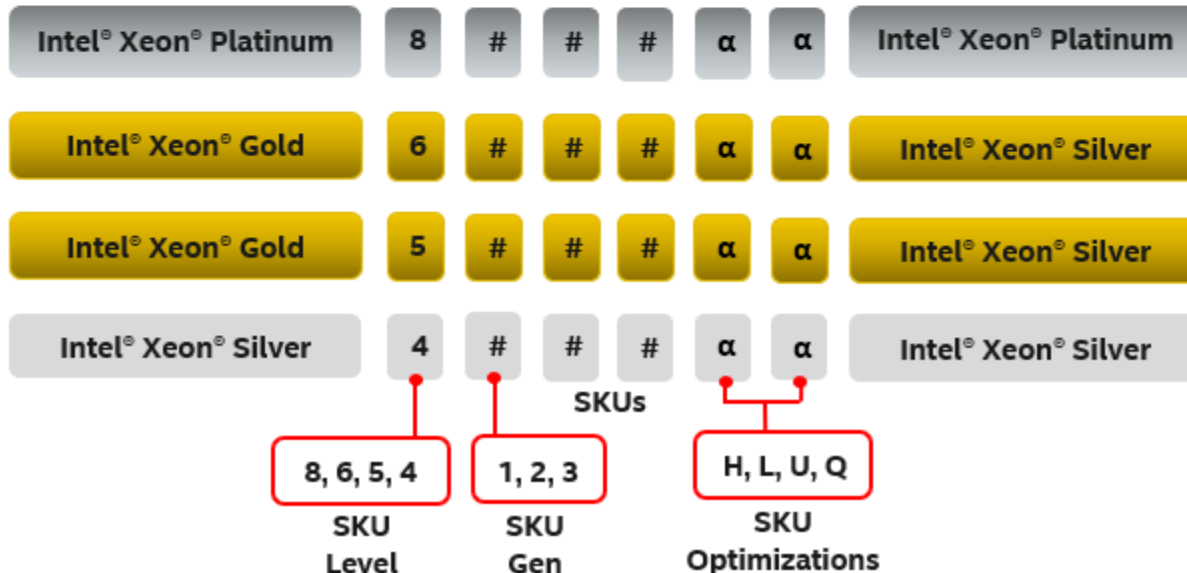 Intel® Xeon® Platinum 8 # # # α α Intel® Xeon® Platinum
Intel® Xeon® Gold 6 # # # α α Intel® Xeon® Silver
Intel® Xeon® Gold 5 # # # α α Intel® Xeon® Silver
Intel® Xeon® Silver 4 # # # α α Intel® Xeon® Silver
SKUs
8, 6, 5, 4 1, 2, 3 H, L, U, Q
SKU SKU SKU
Level Gen Optimizations